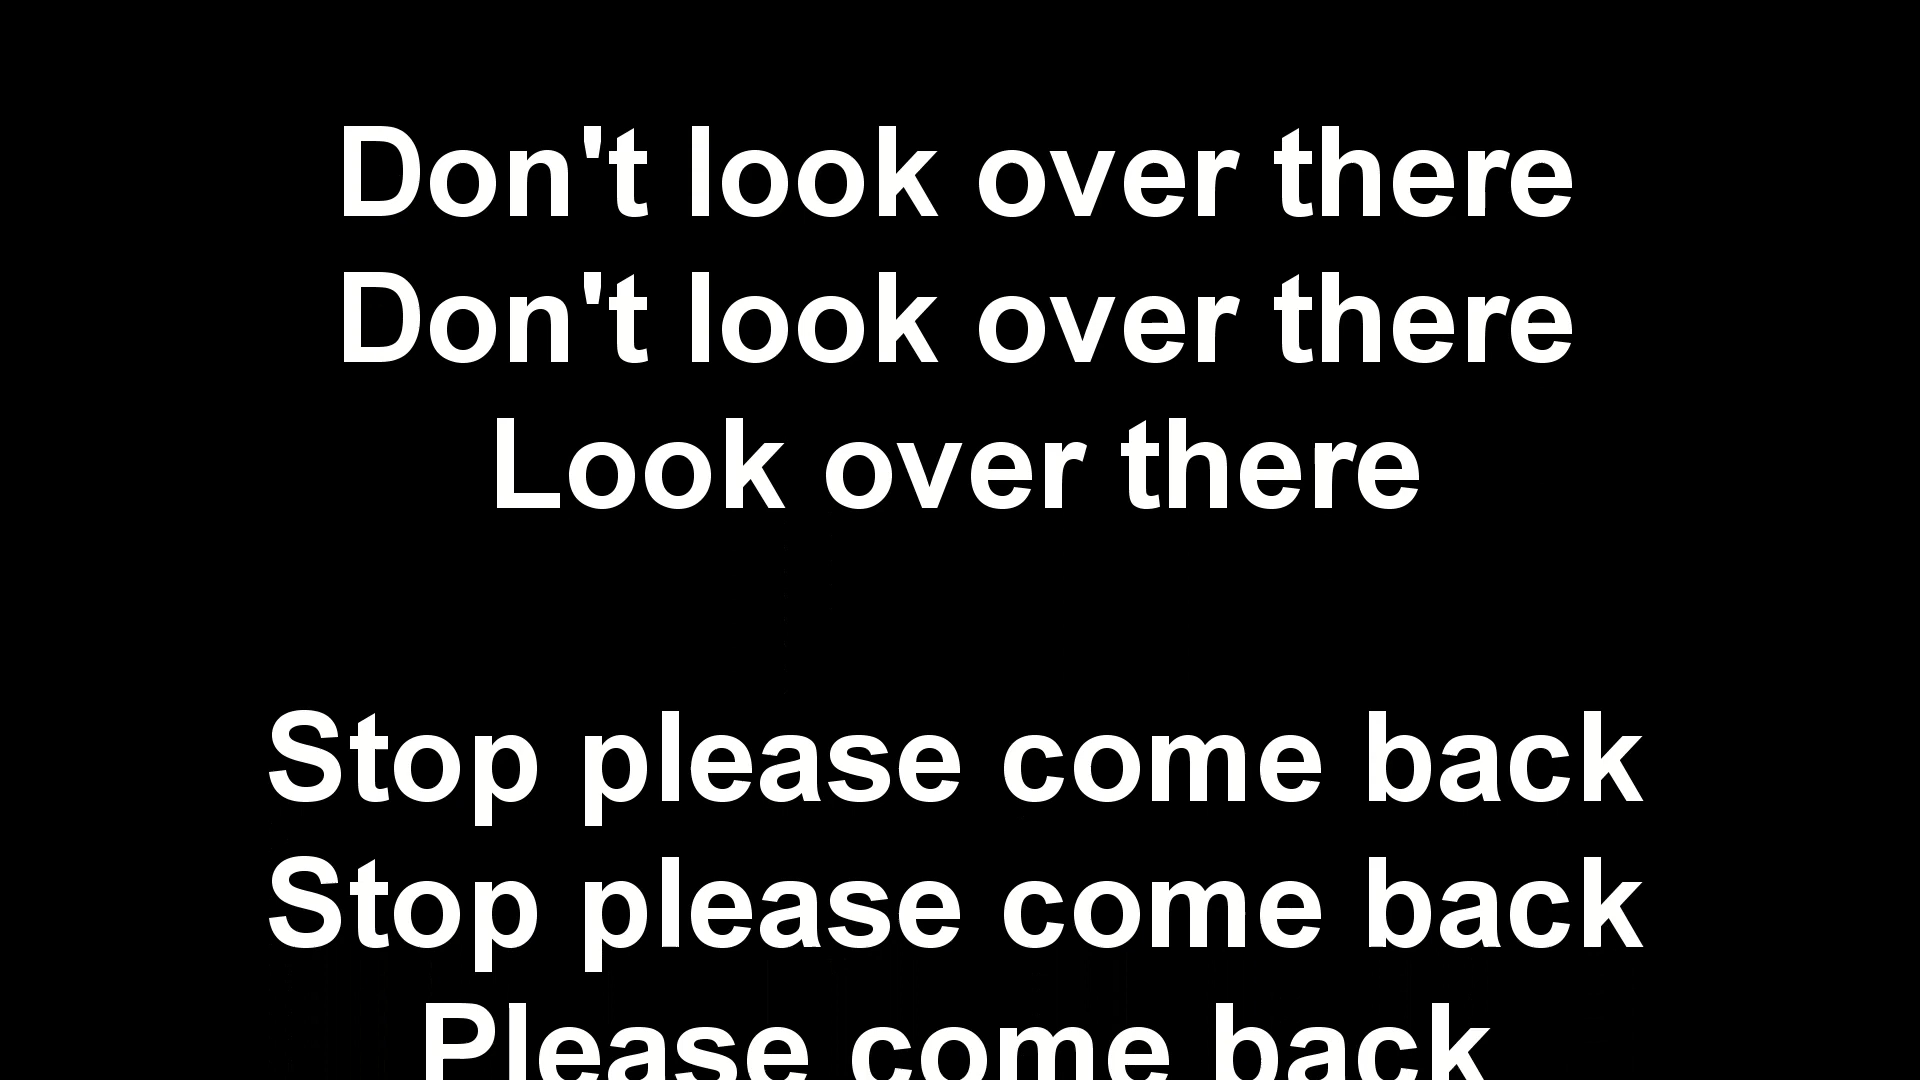 Don't look over there
Don't look over there
Look over there
Stop please come back
Stop please come back
Please come back